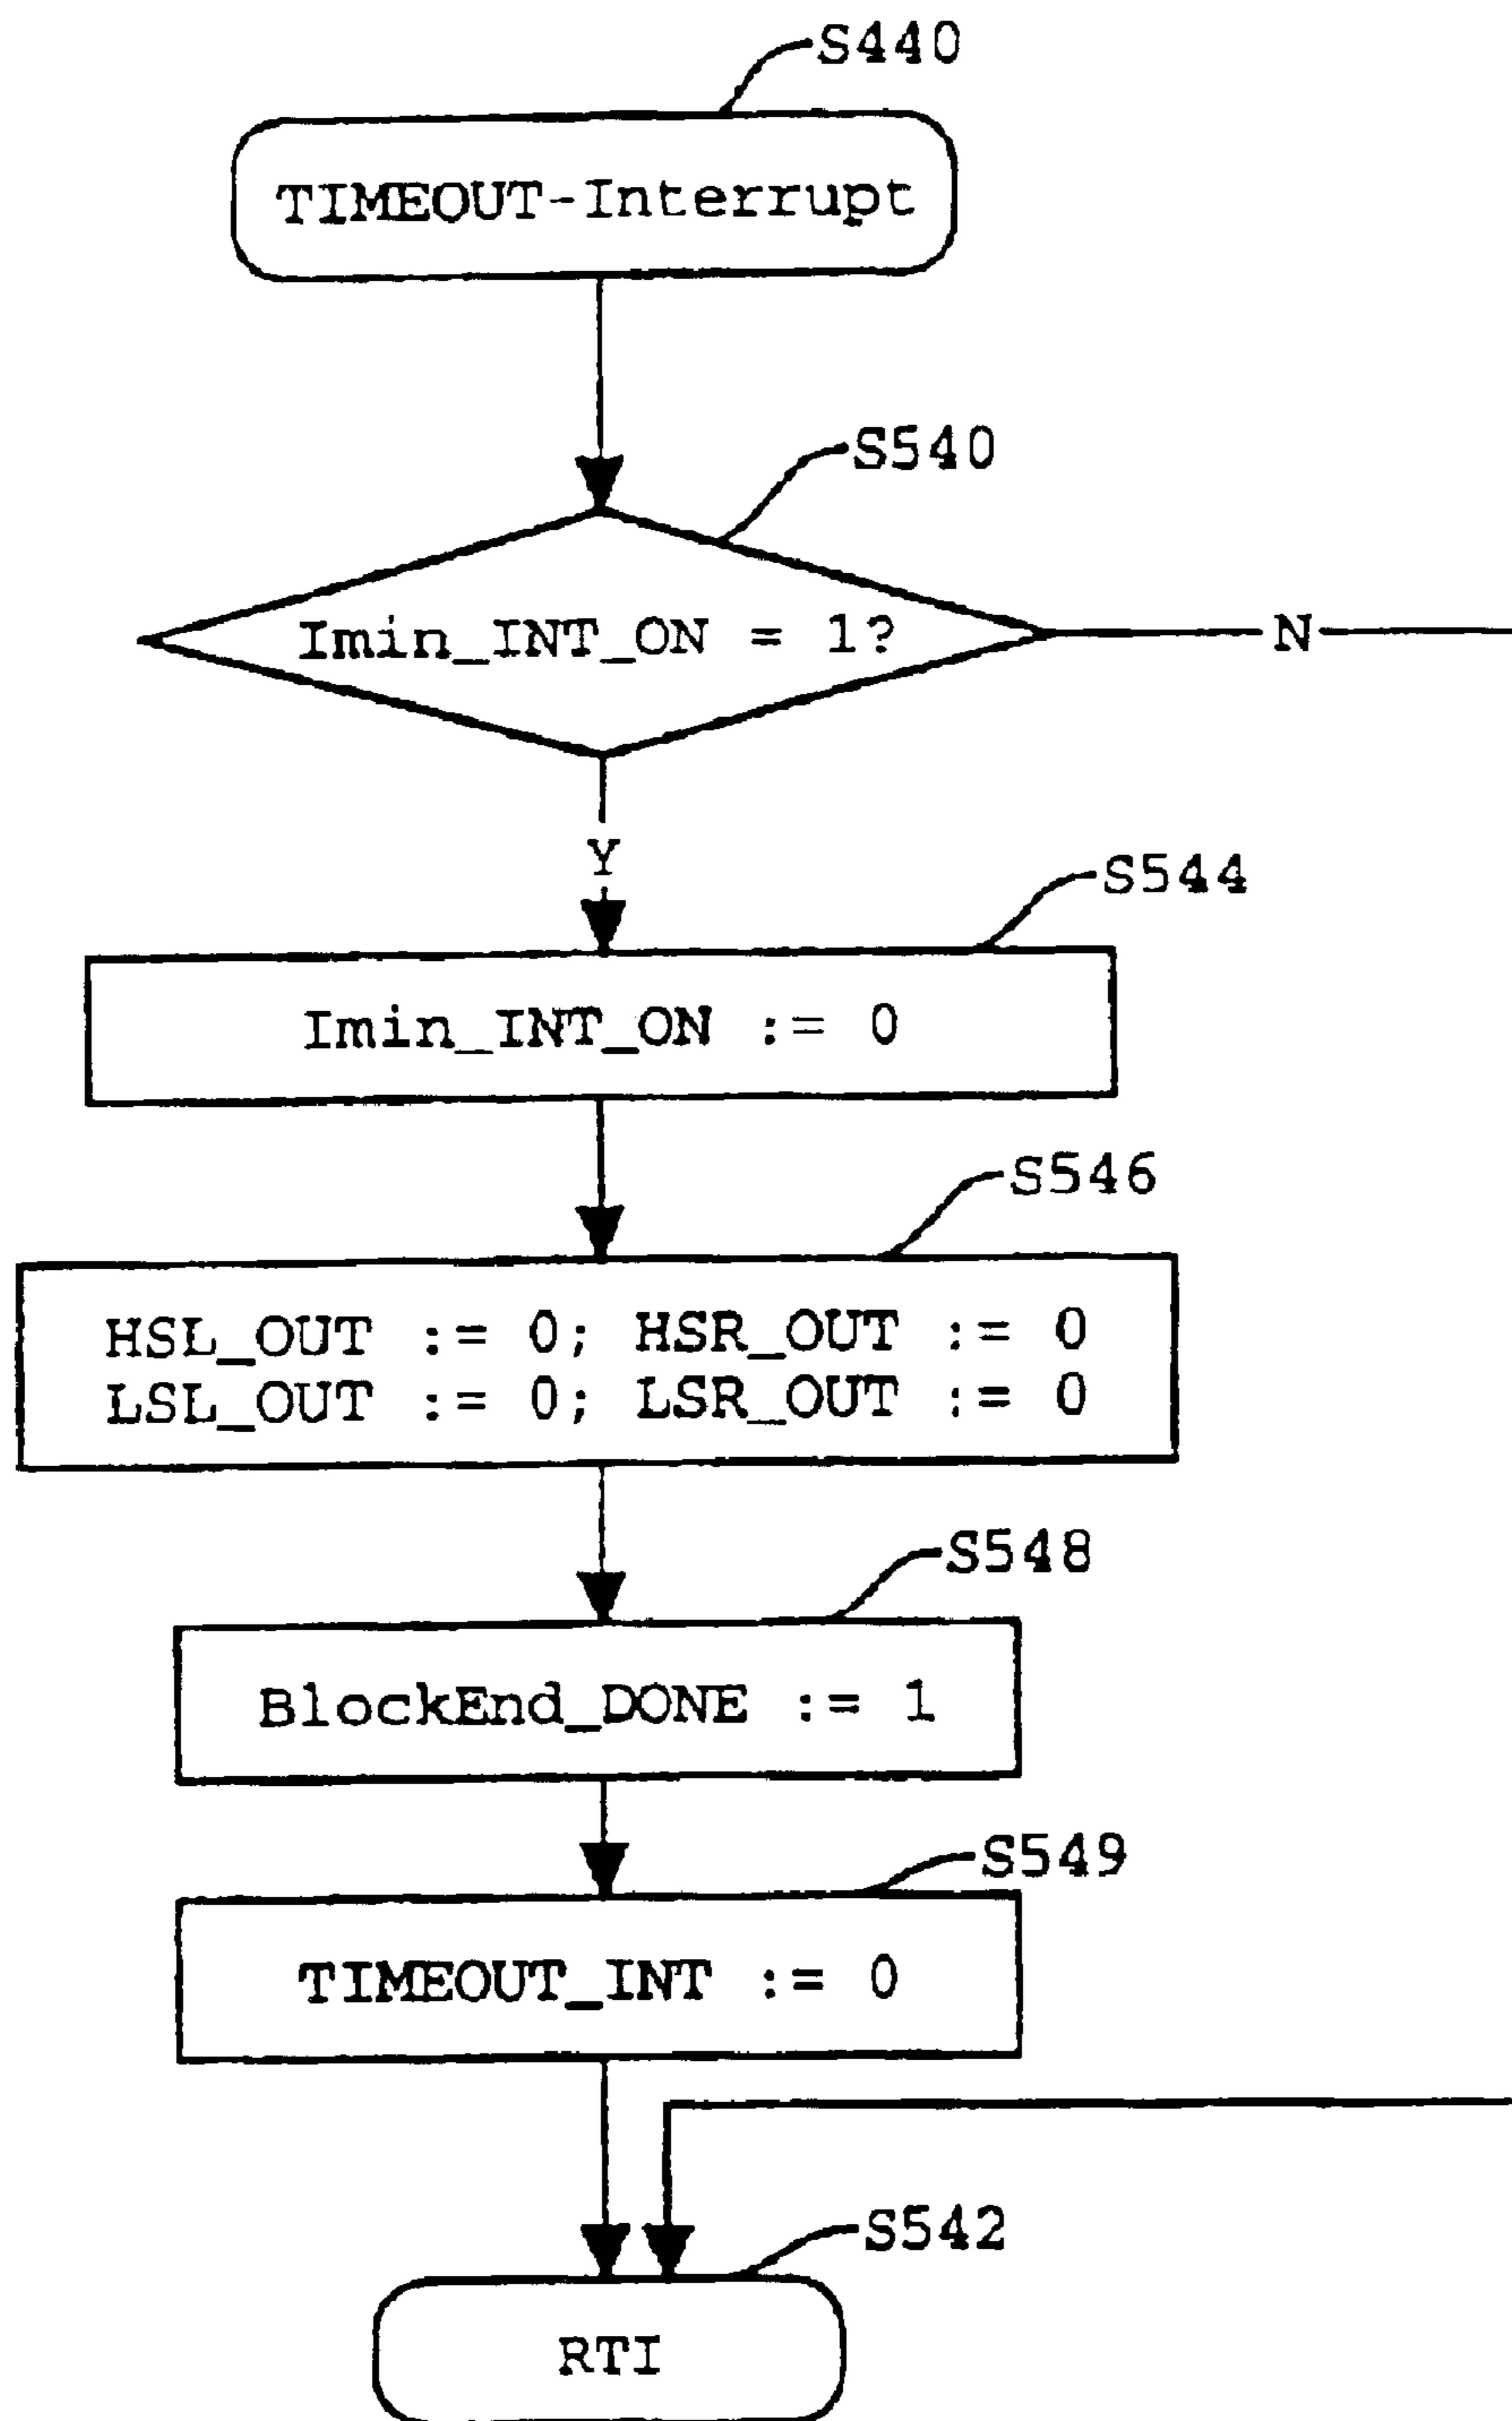 S440
TIMEOUT-Interrupt
S540
Imin_INT_ON = 1?
N
Y
S544
Imin_INT_ON := 0
S546
HSL_OUT := 0; HSR_OUT := 0
LSL_OUT := 0; LSR_OUT := 0
S548
BlockEnd_DONE := 1
S549
TIMEOUT_INT := 0
S542
RTI